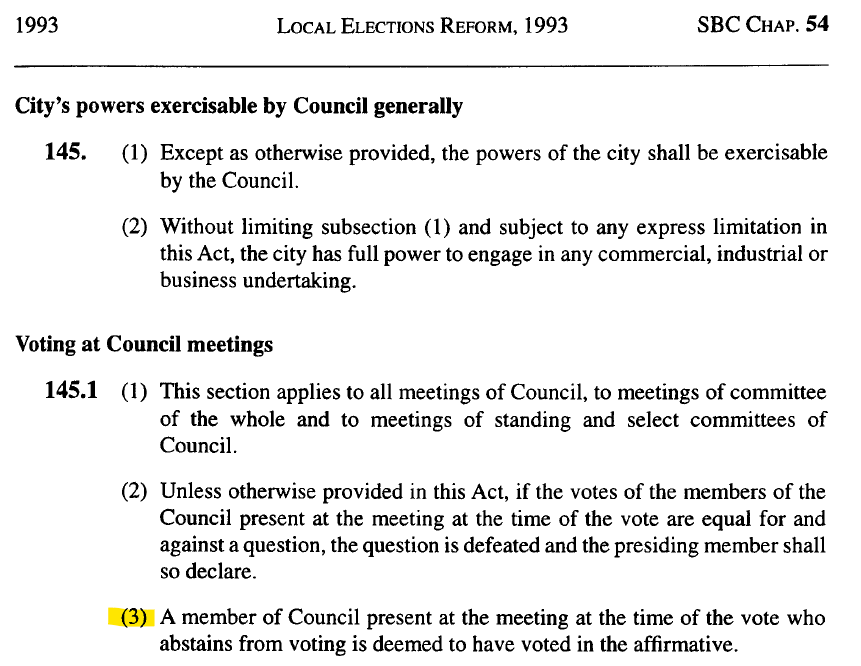 1993 LOCAL ELECTIONS REFORM, 1993 SBC CHAP. 54
City's powers exercisable by Council generally
145. (1) Except as otherwise provided, the powers of the city shall be exercisable
by the Council.
(2) Without limiting subsection (1) and subject to any express limitation in
this Act, the city has full power to engage in any commercial, industrial or
business undertaking.
Voting at Council meetings
145.1 (1) This section applies to all meetings of Council, to meetings of committee
of the whole and to meetings of standing and select committees of
Council.
(2) Unless otherwise provided in this Act, if the votes of the members of the
Council present at the meeting at the time of the vote are equal for and
against a question, the question is defeated and the presiding member shall
so declare.
(3) A member of Council present at the meeting at the time of the vote who
abstains from voting is deemed to have voted in the affirmative.